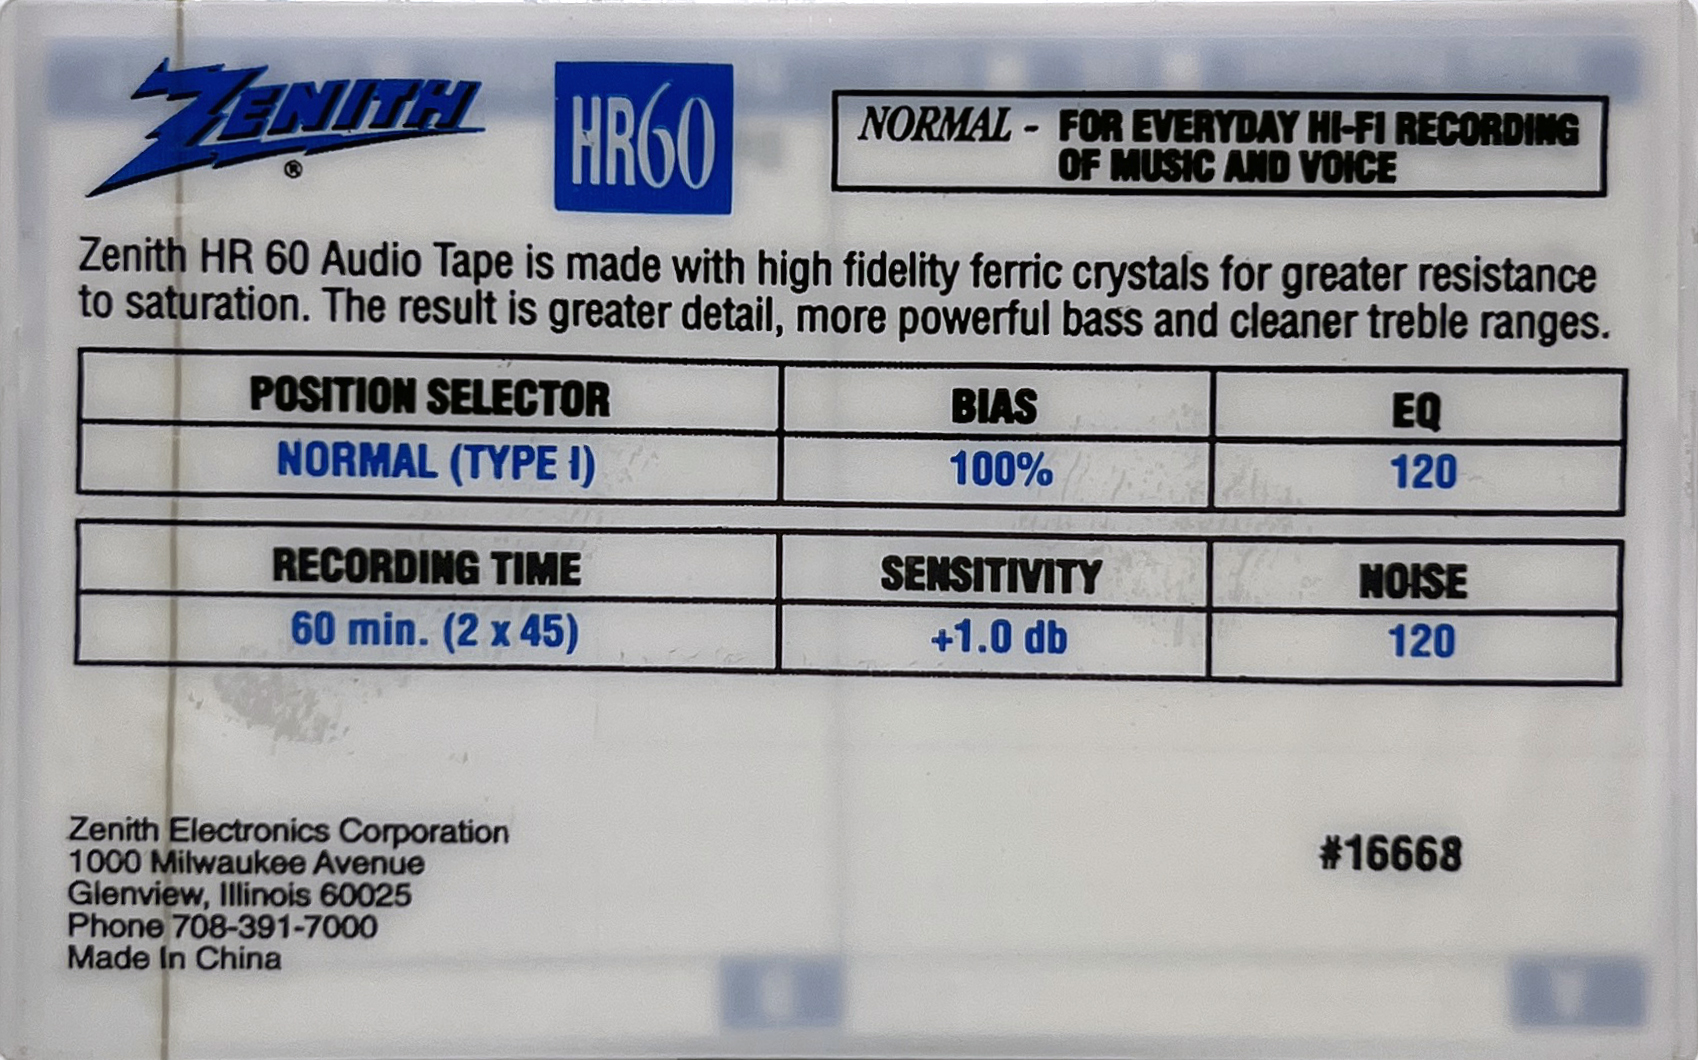 ZENITH
®
HR60
NORMAL - FOR EVERYDAY HI-FI RECORDING
OF MUSIC AND VOICE
Zenith HR 60 Audio Tape is made with high fidelity ferric crystals for greater resistance
to saturation. The result is greater detail, more powerful bass and cleaner treble ranges.
POSITION SELECTOR BIAS EQ
NORMAL (TYPE I) 100% 120
RECORDING TIME SENSITIVITY NOISE
60 min. (2 x 45) +1.0 db 120
Zenith Electronics Corporation
1000 Milwaukee Avenue
Glenview, Illinois 60025
Phone 708-391-7000
Made In China
#16668